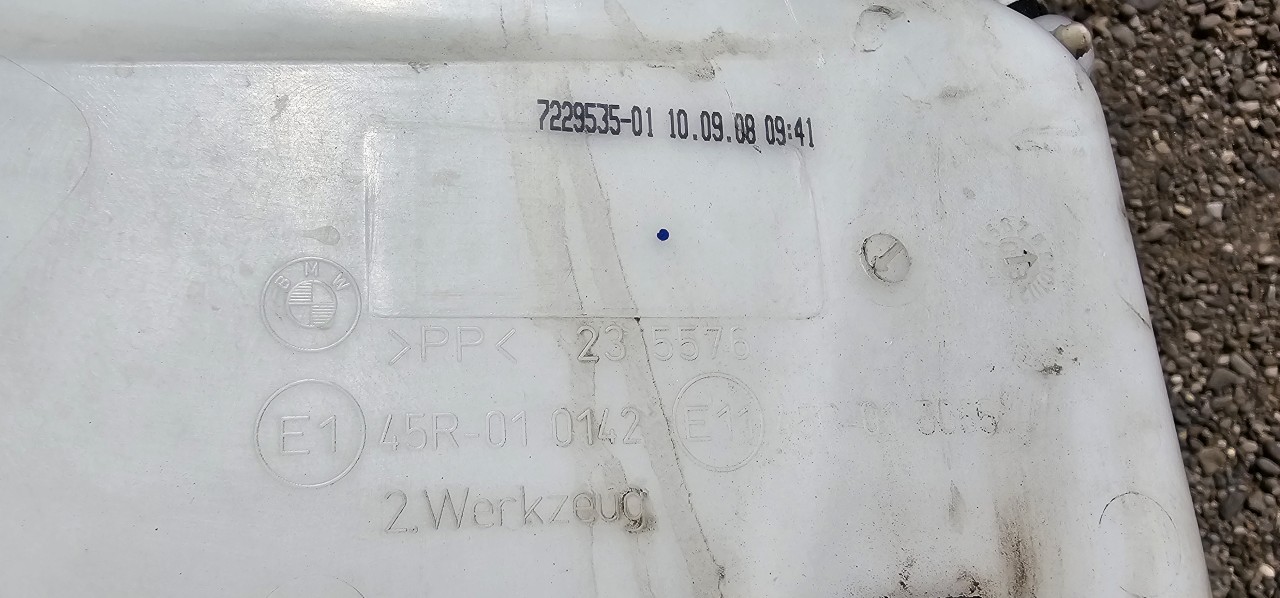 7229535-01 10.09.08 09:41
BMW
>PP< 23 5576
E1 45R-01 0142 E11
2.Werkzeug